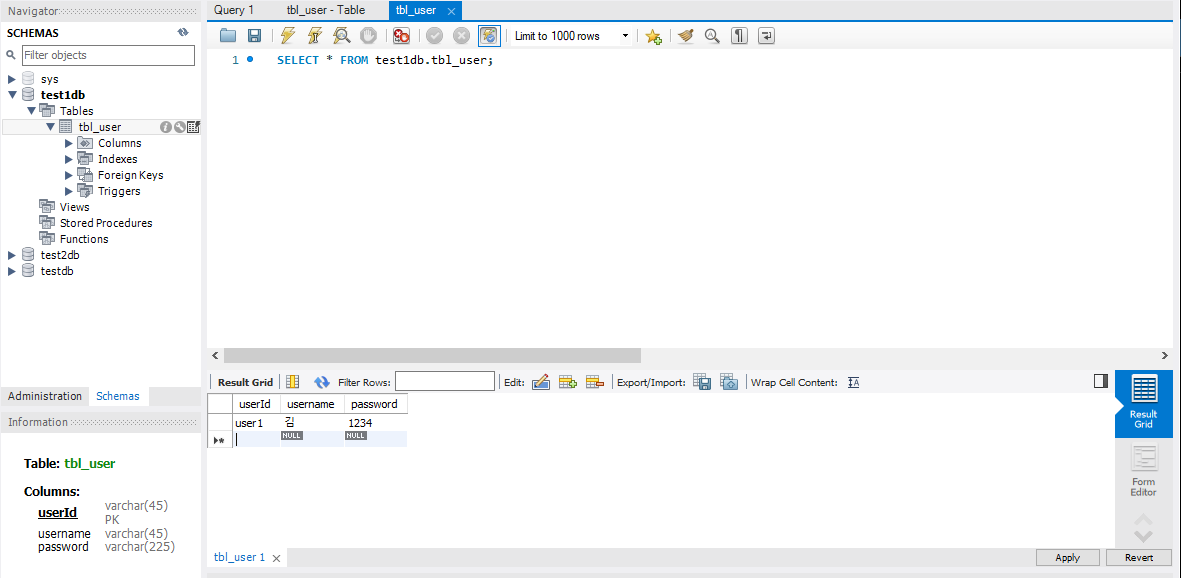 Navigator
SCHEMAS
Filter objects
sys
test1db
Tables
tbl_user
Columns
Indexes
Foreign Keys
Triggers
Views
Stored Procedures
Functions
test2db
testdb
Administration Schemas
Information
Table: tbl_user
Columns:
userId varchar(45)
PK
username varchar(45)
password varchar(225)
Query 1 tbl_user - Table tbl_user
Limit to 1000 rows
1 SELECT * FROM test1db.tbl_user;
Result Grid Filter Rows: Edit: Export/Import: Wrap Cell Content:
userId username password
user1 김 1234
NULL NULL
Result
Grid
Form
Editor
tbl_user 1 Apply Revert